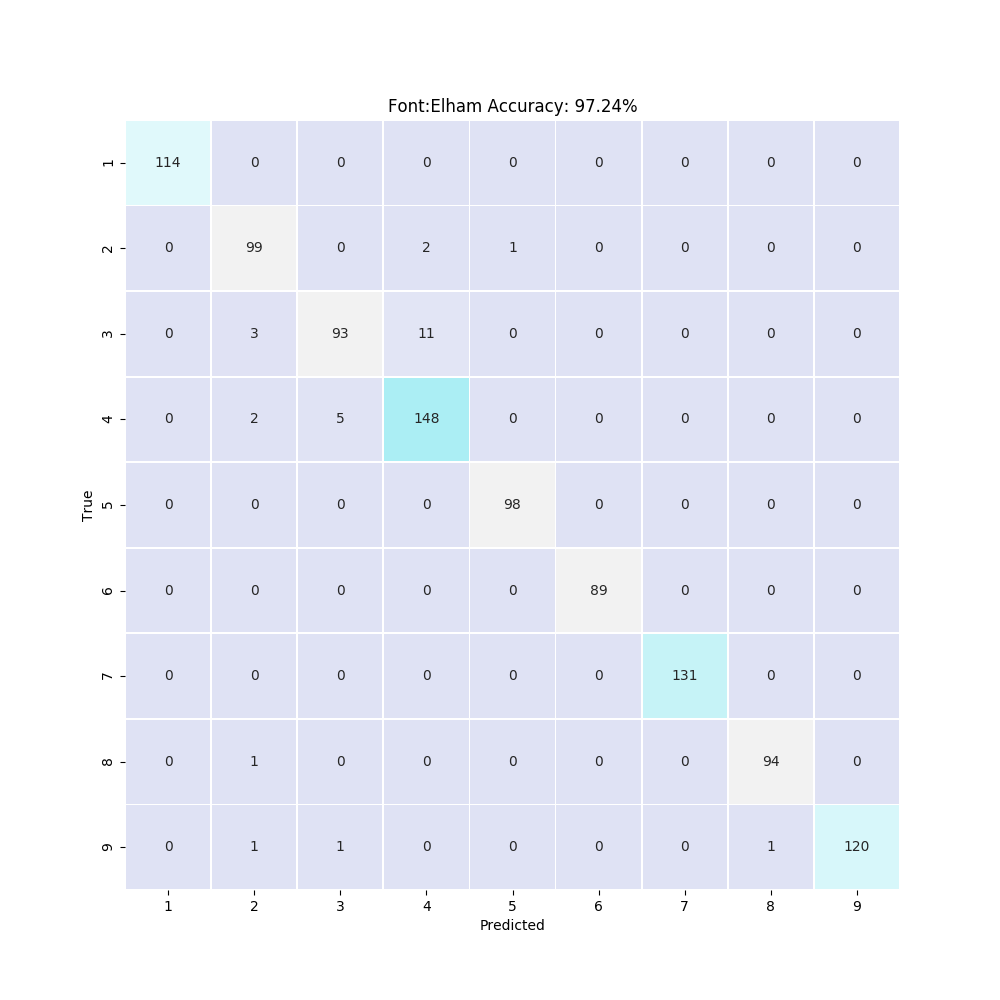 Font:Elham Accuracy: 97.24%
1 114 0 0 0 0 0 0 0 0
2 0 99 0 2 1 0 0 0 0
3 0 3 93 11 0 0 0 0 0
4 0 2 5 148 0 0 0 0 0
True
5 0 0 0 0 98 0 0 0 0
6 0 0 0 0 0 89 0 0 0
7 0 0 0 0 0 0 131 0 0
8 0 1 0 0 0 0 0 94 0
9 0 1 1 0 0 0 0 1 120
1 2 3 4 5 6 7 8 9
Predicted